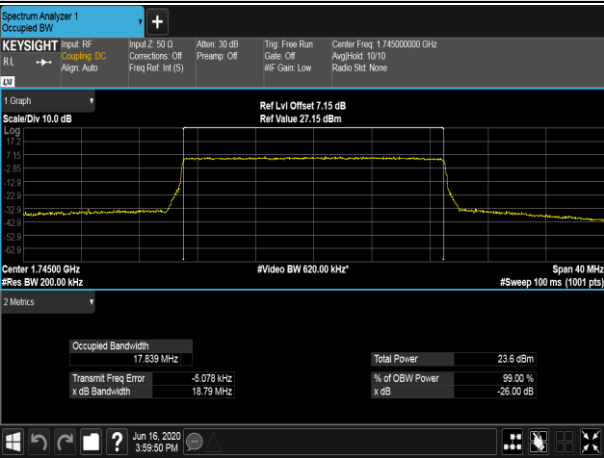 Spectrum Analyzer 1
Occupied BW
+
KEYSIGHT Input: RF Input Z: 50 Ω Atten: 30 dB Trig: Free Run Center Freq: 1.745000000 GHz
RL Coupling: DC Corrections: Off Preamp: Off Gate: Off Avg|Hold: 10/10
Align: Auto Freq Ref: Int (S) #IF Gain: Low Radio Std: None
LXI
1 Graph
Ref Lvl Offset 7.15 dB
Scale/Div 10.0 dB Ref Value 27.15 dBm
Log
17.2
7.15
-2.85
-12.9
-22.9
-32.9
-42.9
-52.9
-62.9
Center 1.74500 GHz #Video BW 620.00 kHz* Span 40 MHz
#Res BW 200.00 kHz #Sweep 100 ms (1001 pts)
2 Metrics
Occupied Bandwidth
17.839 MHz Total Power 23.6 dBm
Transmit Freq Error -5.078 kHz % of OBW Power 99.00 %
x dB Bandwidth 18.79 MHz x dB -26.00 dB
? Jun 16, 2020
3:59:50 PM